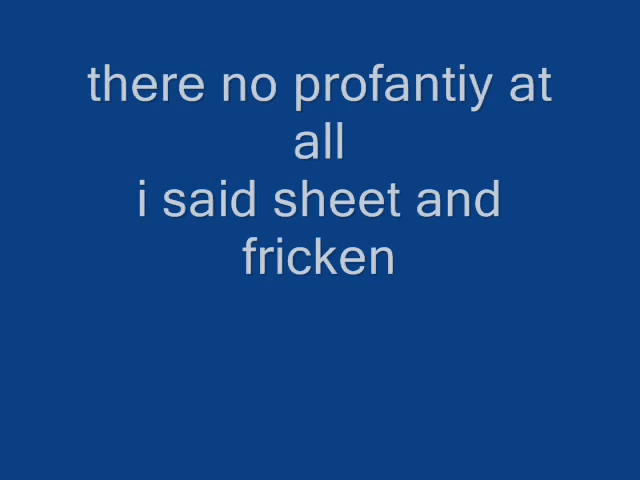 there no profantiy at
all
i said sheet and
fricken